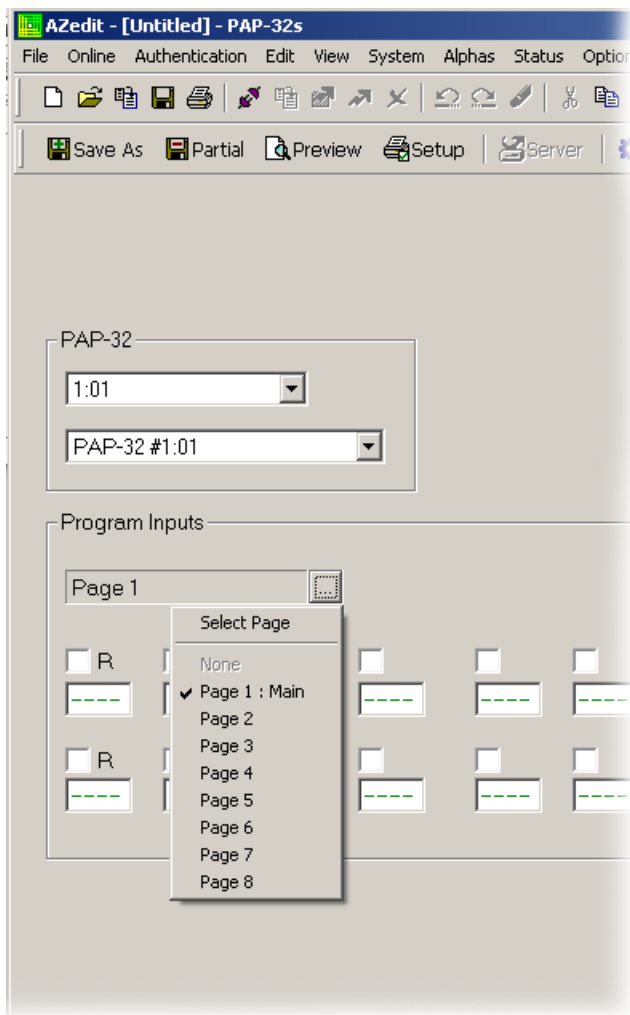 AZedit - [Untitled] - PAP-32s
File Online Authentication Edit View System Alphas Status Option
Save As Partial Preview Setup Server
PAP-32
1:01
PAP-32 #1:01
Program Inputs
Page 1 ...
Select Page
None
R
Page 1 : Main
---- ---- ---- ----
Page 2
Page 3
R
Page 4
---- ---- ---- ----
Page 5
Page 6
Page 7
Page 8